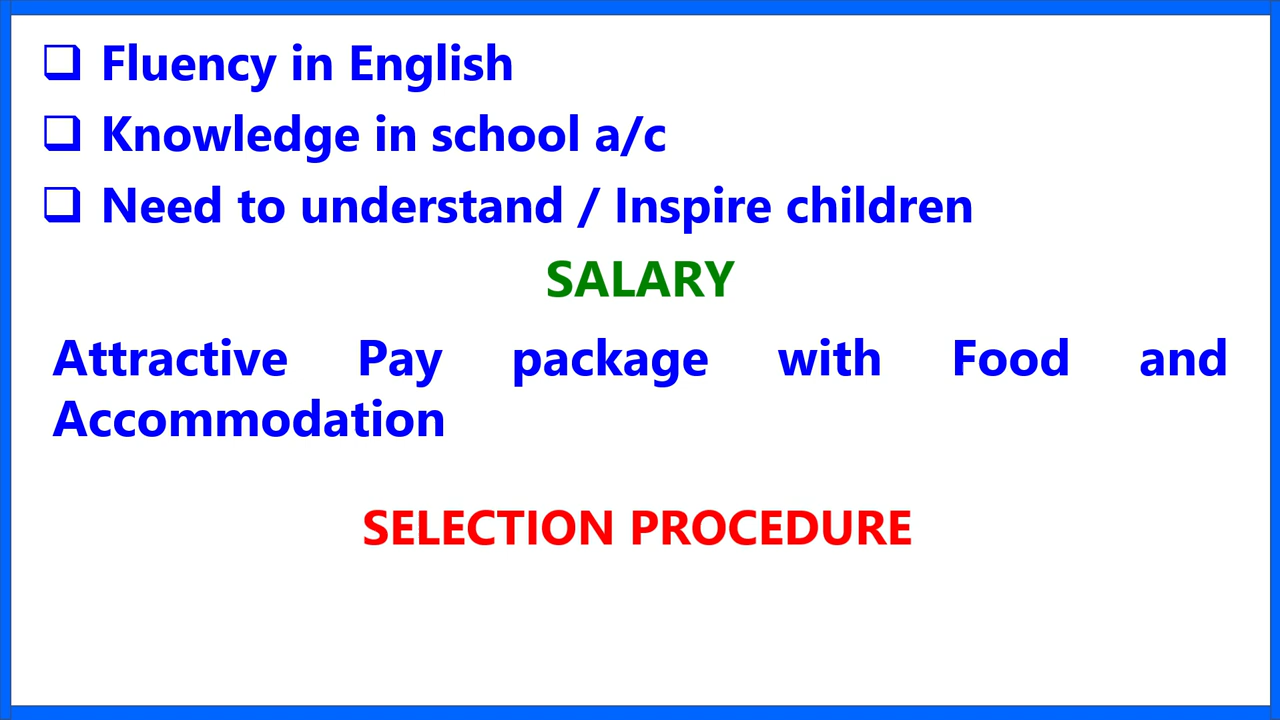 Fluency in English
Knowledge in school a/c
Need to understand / Inspire children
SALARY
Attractive Pay package with Food and
Accommodation
SELECTION PROCEDURE